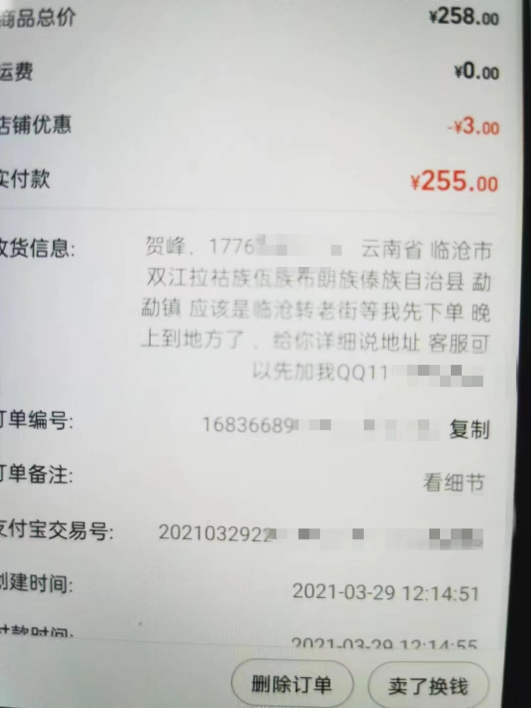 商品总价 ¥258.00
运费 ¥0.00
店铺优惠 -¥3.00
实付款 ¥255.00
收货信息: 贺峰，1776 云南省 临沧市
双江拉祜族佤族布朗族傣族自治县 勐
勐镇 应该是临沧转老街等我先下单 晚
上到地方了 ，给你详细说地址 客服可
以先加我QQ11
订单编号: 16836689 复制
订单备注: 看细节
支付宝交易号: 2021032922
创建时间: 2021-03-29 12:14:51
付款时间: 2021-03-29 12:14:55
删除订单 卖了换钱